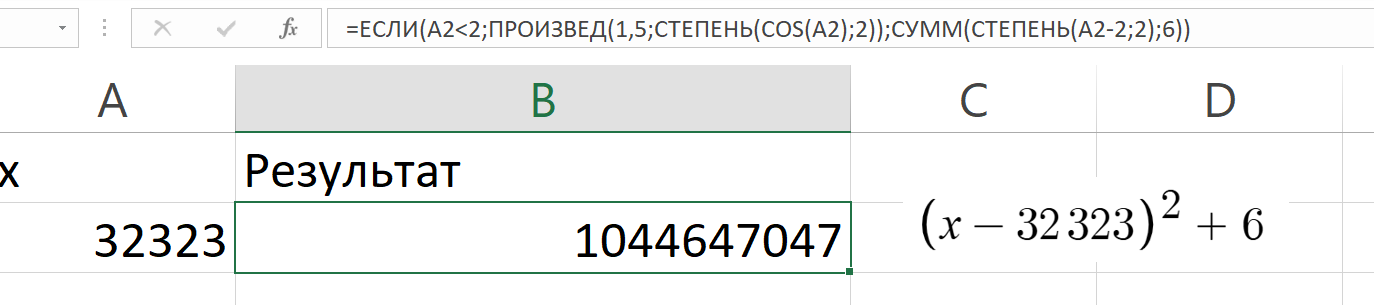 fx =ЕСЛИ(A2<2;ПРОИЗВЕД(1,5;СТЕПЕНЬ(COS(A2);2));СУММ(СТЕПЕНЬ(A2-2;2);6))
A B C D
x Результат
32323 1044647047 (x − 32 323)² + 6